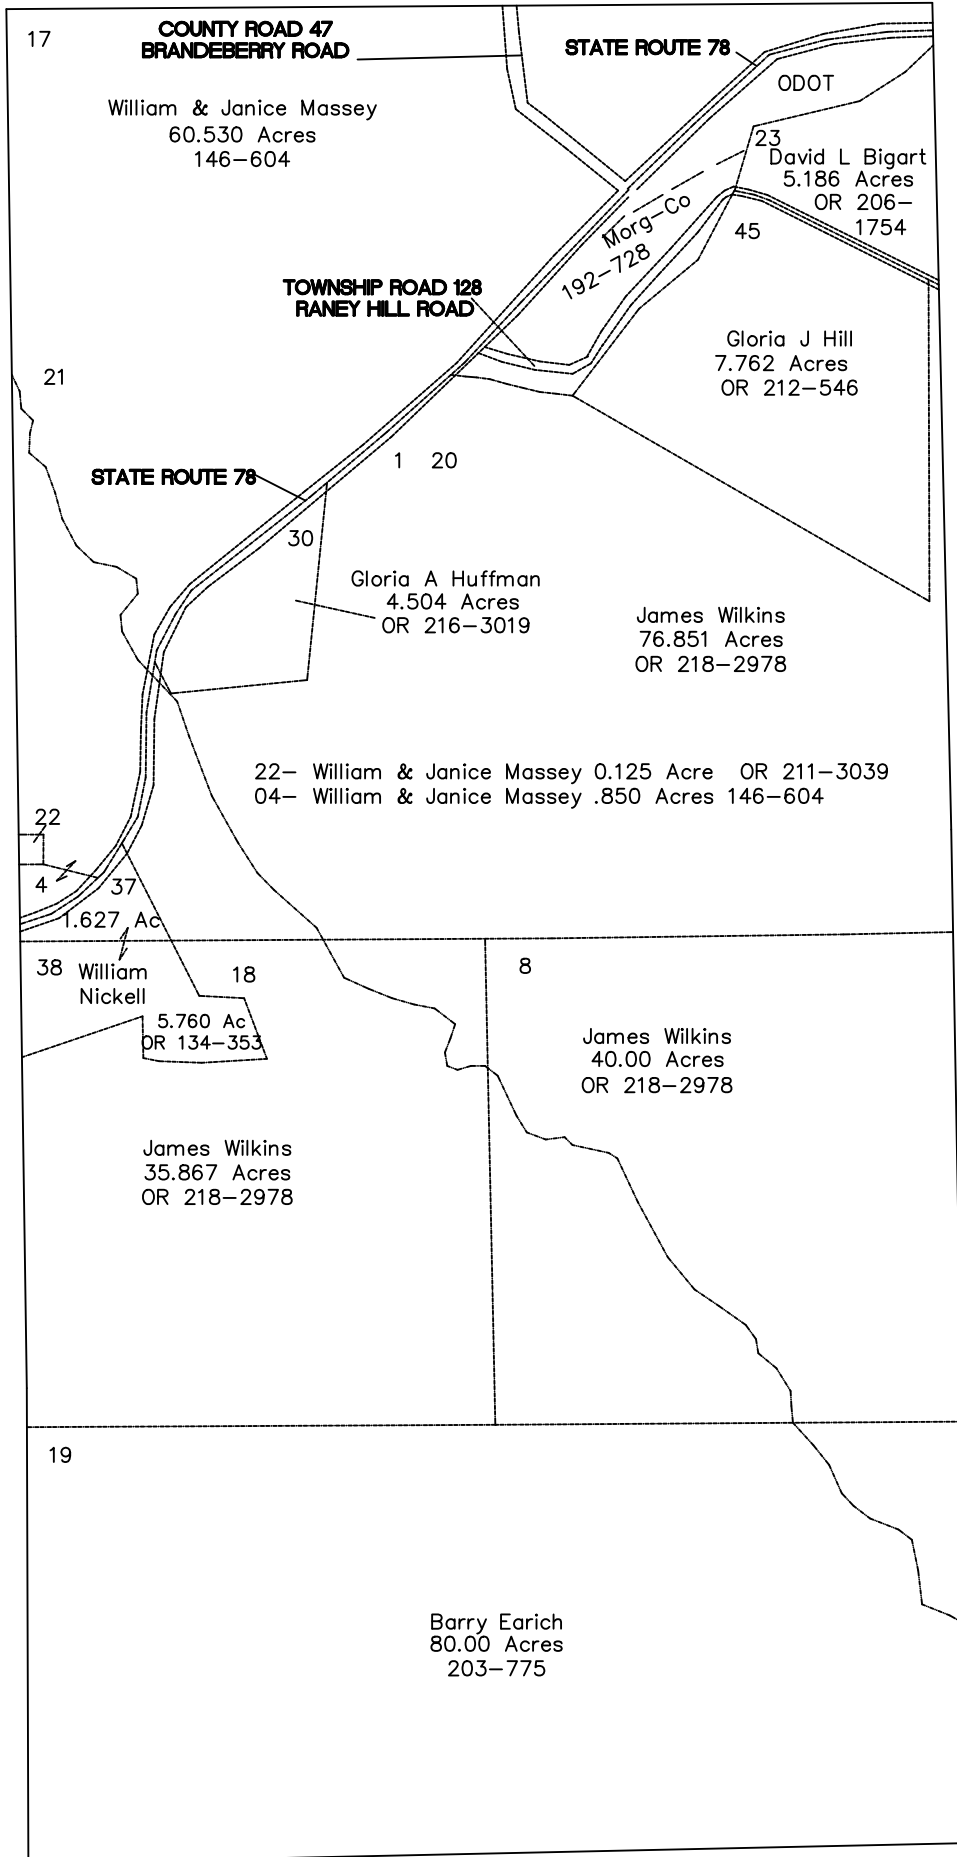 17
COUNTY ROAD 47
BRANDEBERRY ROAD
STATE ROUTE 78
ODOT
William & Janice Massey
60.530 Acres
146-604
23
David L Bigart
5.186 Acres
OR 206-
1754
45
Morg-Co
192-728
TOWNSHIP ROAD 128
RANEY HILL ROAD
Gloria J Hill
7.762 Acres
OR 212-546
21
1 20
STATE ROUTE 78
30
Gloria A Huffman
4.504 Acres
OR 216-3019
James Wilkins
76.851 Acres
OR 218-2978
22- William & Janice Massey 0.125 Acre OR 211-3039
04- William & Janice Massey .850 Acres 146-604
22
4
37
1.627 Ac
38
William
Nickell
18
8
5.760 Ac
OR 134-353
James Wilkins
40.00 Acres
OR 218-2978
James Wilkins
35.867 Acres
OR 218-2978
19
Barry Earich
80.00 Acres
203-775